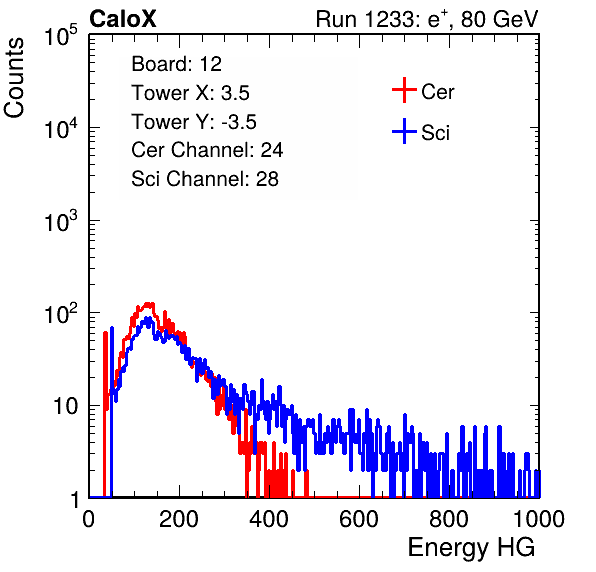 CaloX Run 1233: e⁺, 80 GeV
Counts
10⁵
10⁴
10³
10²
10
1
Board: 12
Tower X: 3.5
Tower Y: -3.5
Cer Channel: 24
Sci Channel: 28
Cer
Sci
0 200 400 600 800 1000
Energy HG